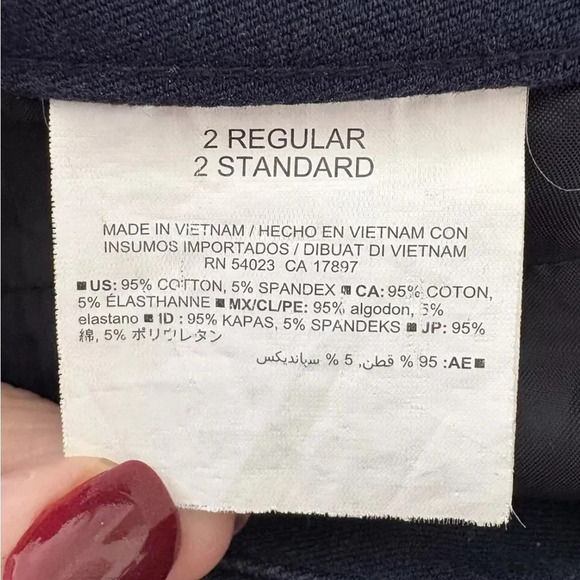 2 REGULAR
2 STANDARD
MADE IN VIETNAM / HECHO EN VIETNAM CON
INSUMOS IMPORTADOS / DIBUAT DI VIETNAM
RN 54023 CA 17897
■ US: 95% COTTON, 5% SPANDEX ■ CA: 95% COTON,
5% ÉLASTHANNE ■ MX/CL/PE: 95% algodon, 5%
elastano ■ ID : 95% KAPAS, 5% SPANDEKS ■ JP: 95%
綿, 5% ポリウレタン
■ AE: 95 % قطن, 5 % سبانديكس